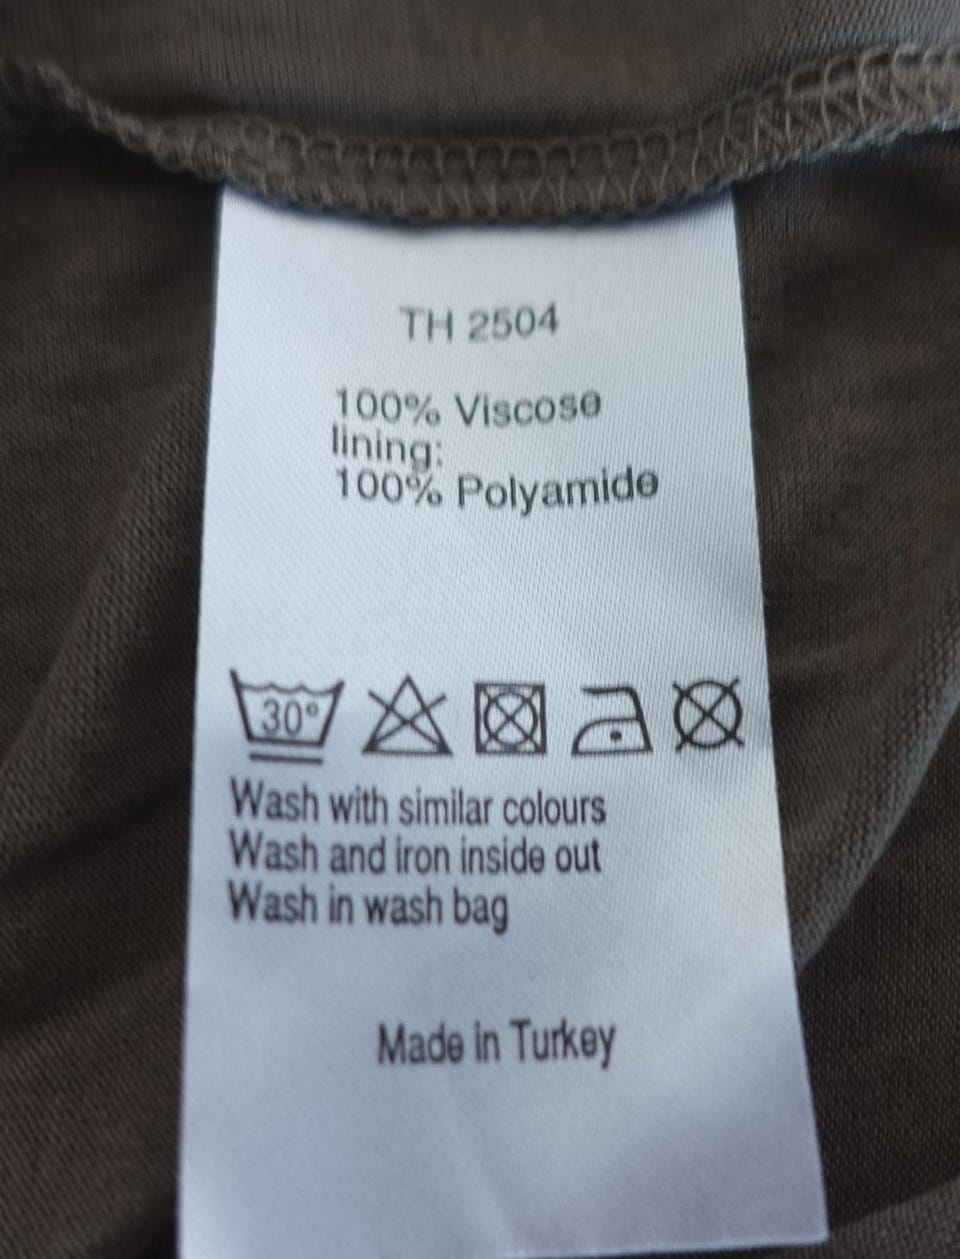 TH 2504
100% Viscose
lining:
100% Polyamide
30°
Wash with similar colours
Wash and iron inside out
Wash in wash bag
Made in Turkey